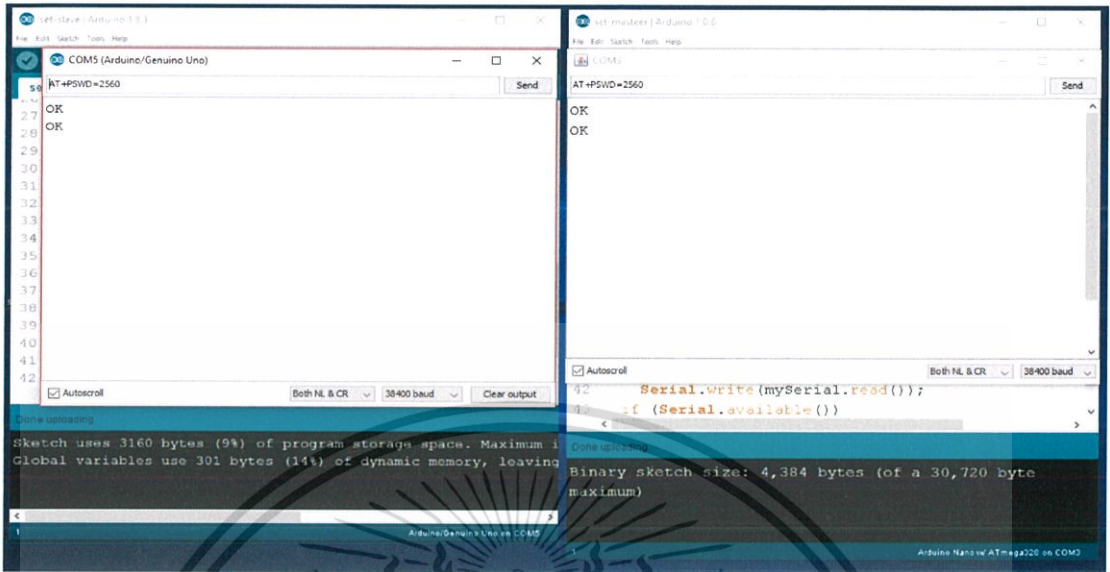 set-slave | Arduino 1.8.3
File Edit Sketch Tools Help
COM5 (Arduino/Genuino Uno)
AT+PSWD=2560
Send
OK
OK
27
28
29
30
31
32
33
34
35
36
37
38
39
40
41
42
Autoscroll
Both NL & CR
38400 baud
Clear output
Done uploading
Sketch uses 3160 bytes (9%) of program storage space. Maximum i
Global variables use 301 bytes (14%) of dynamic memory, leaving
1
Arduino/Genuino Uno on COM5
set-masteer | Arduino 1.0.6
File Edit Sketch Tools Help
COM3
AT+PSWD=2560
Send
OK
OK
Autoscroll
Both NL & CR
38400 baud
42 Serial.write(mySerial.read());
43 if (Serial.available())
Done uploading
Binary sketch size: 4,384 bytes (of a 30,720 byte
maximum)
1
Arduino Nano w/ ATmega328 on COM3